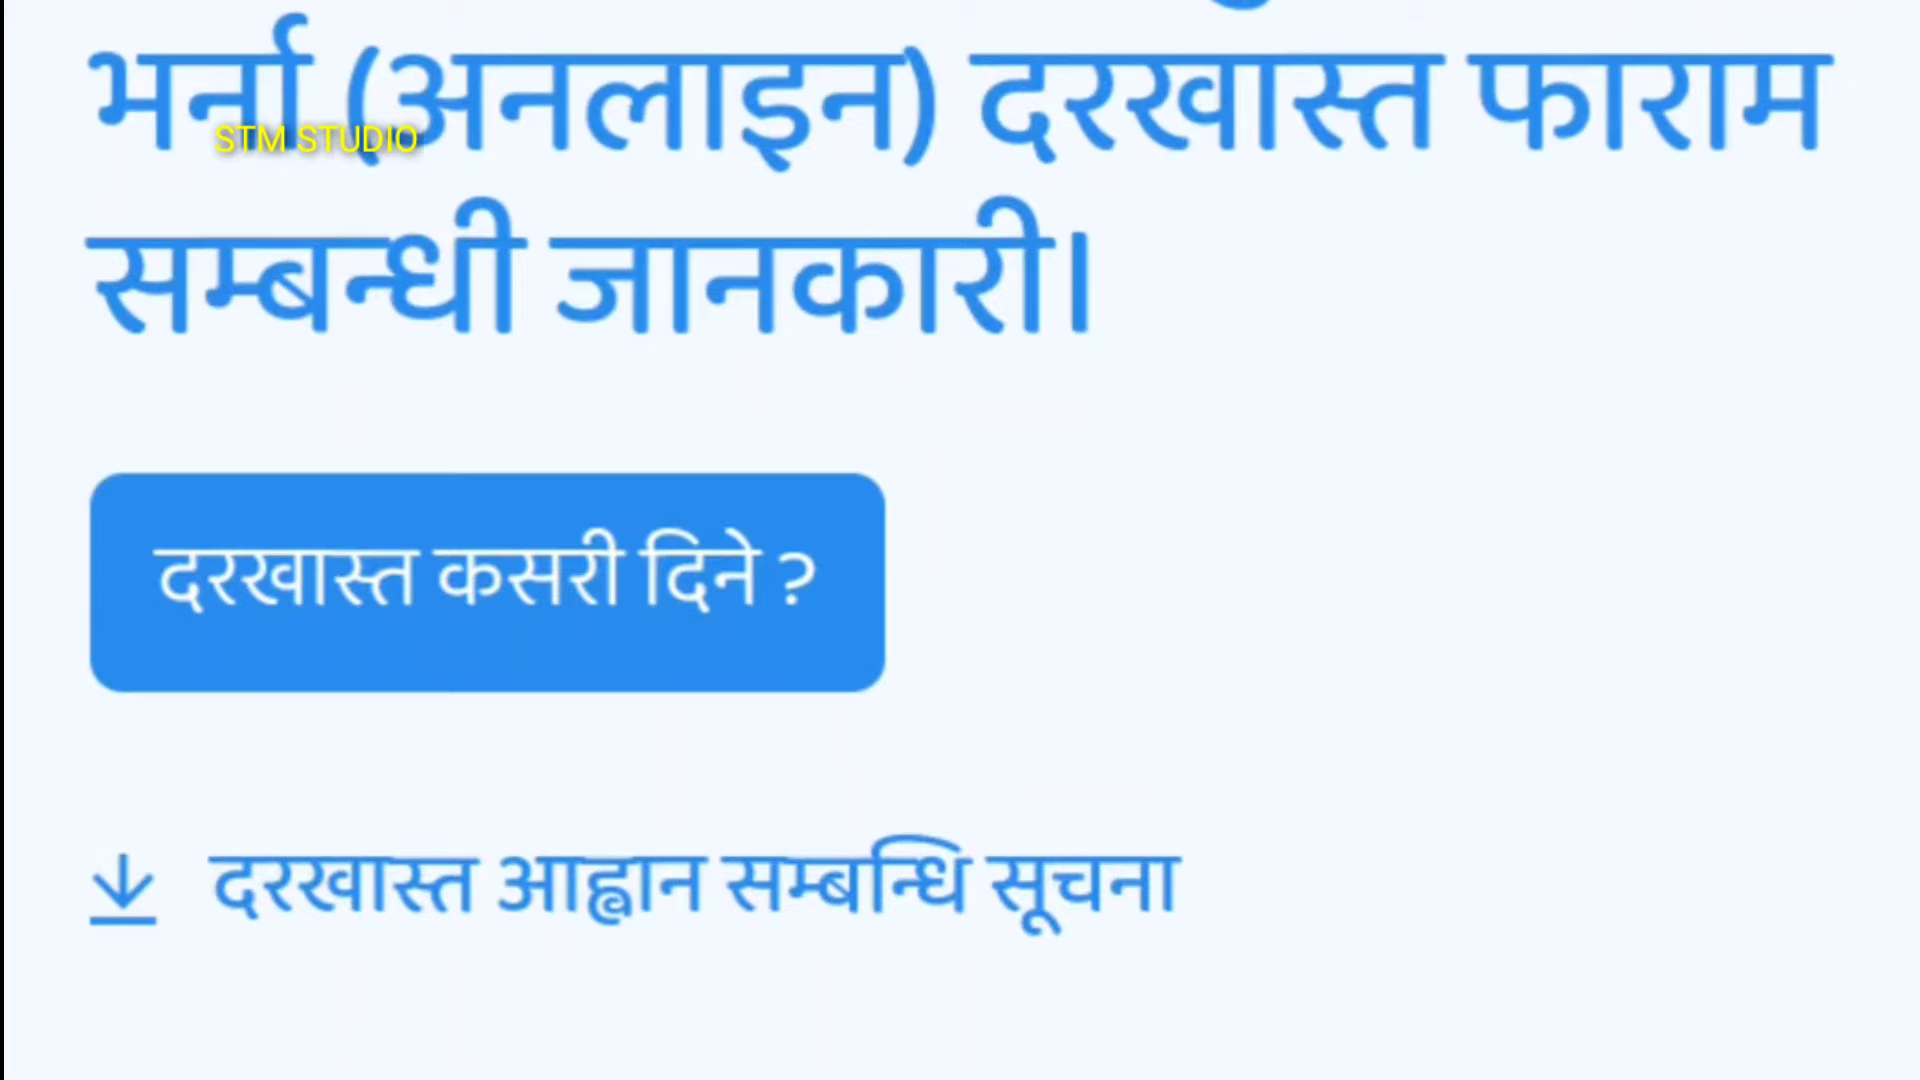 भर्ना (अनलाइन) दरखास्त फाराम
STM STUDIO
सम्बन्धी जानकारी।
दरखास्त कसरी दिने ?
दरखास्त आह्वान सम्बन्धि सूचना